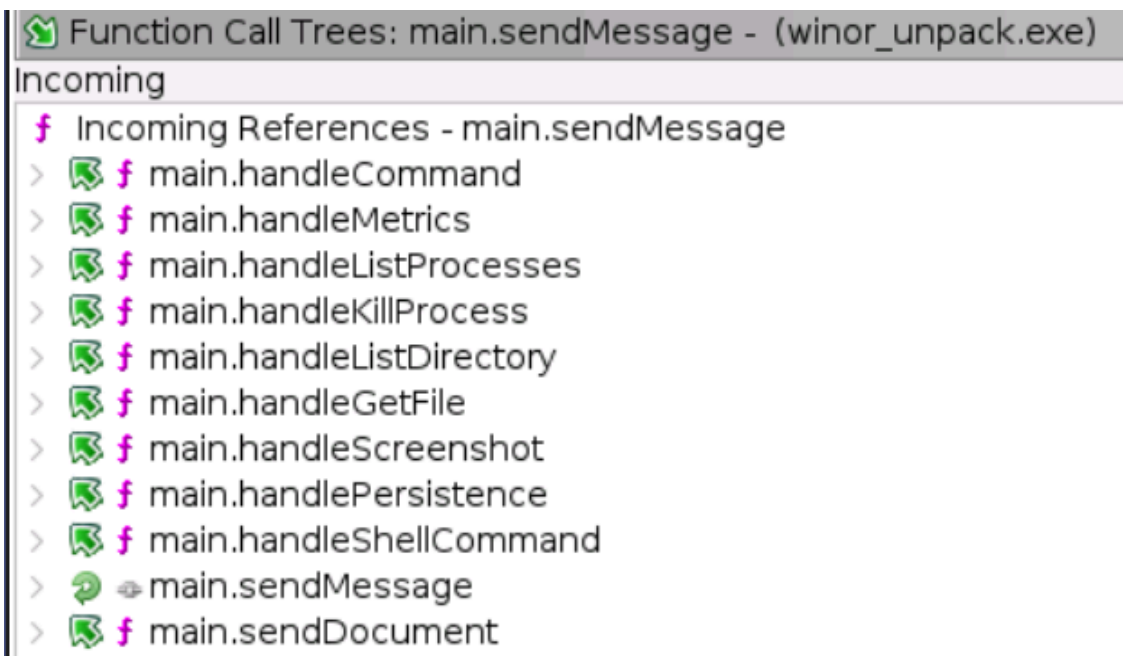 Function Call Trees: main.sendMessage - (winor_unpack.exe)
Incoming
f Incoming References - main.sendMessage
f main.handleCommand
f main.handleMetrics
f main.handleListProcesses
f main.handleKillProcess
f main.handleListDirectory
f main.handleGetFile
f main.handleScreenshot
f main.handlePersistence
f main.handleShellCommand
main.sendMessage
f main.sendDocument